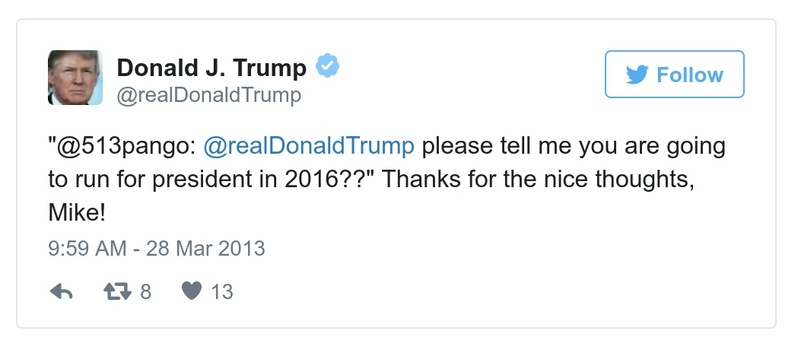 Donald J. Trump
@realDonaldTrump
Follow
"@513pango: @realDonaldTrump please tell me you are going
to run for president in 2016??" Thanks for the nice thoughts,
Mike!
9:59 AM - 28 Mar 2013
8 13